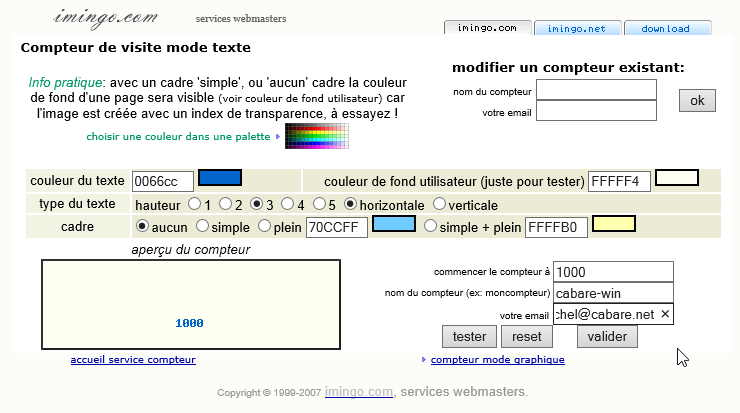 imingo.com services webmasters
imingo.com imingo.net download
Compteur de visite mode texte
Info pratique: avec un cadre 'simple', ou 'aucun' cadre la couleur
de fond d'une page sera visible (voir couleur de fond utilisateur) car
l'image est créée avec un index de transparence, à essayez !
choisir une couleur dans une palette
modifier un compteur existant:
nom du compteur
votre email
ok
couleur du texte 0066cc couleur de fond utilisateur (juste pour tester) FFFFF4
type du texte hauteur 1 2 3 4 5 horizontale verticale
cadre aucun simple plein 70CCFF simple + plein FFFFB0
aperçu du compteur
1000
commencer le compteur à 1000
nom du compteur (ex: moncompteur) cabare-win
votre email chel@cabare.net ×
tester reset valider
accueil service compteur compteur mode graphique
Copyright © 1999-2007 imingo.com, services webmasters.